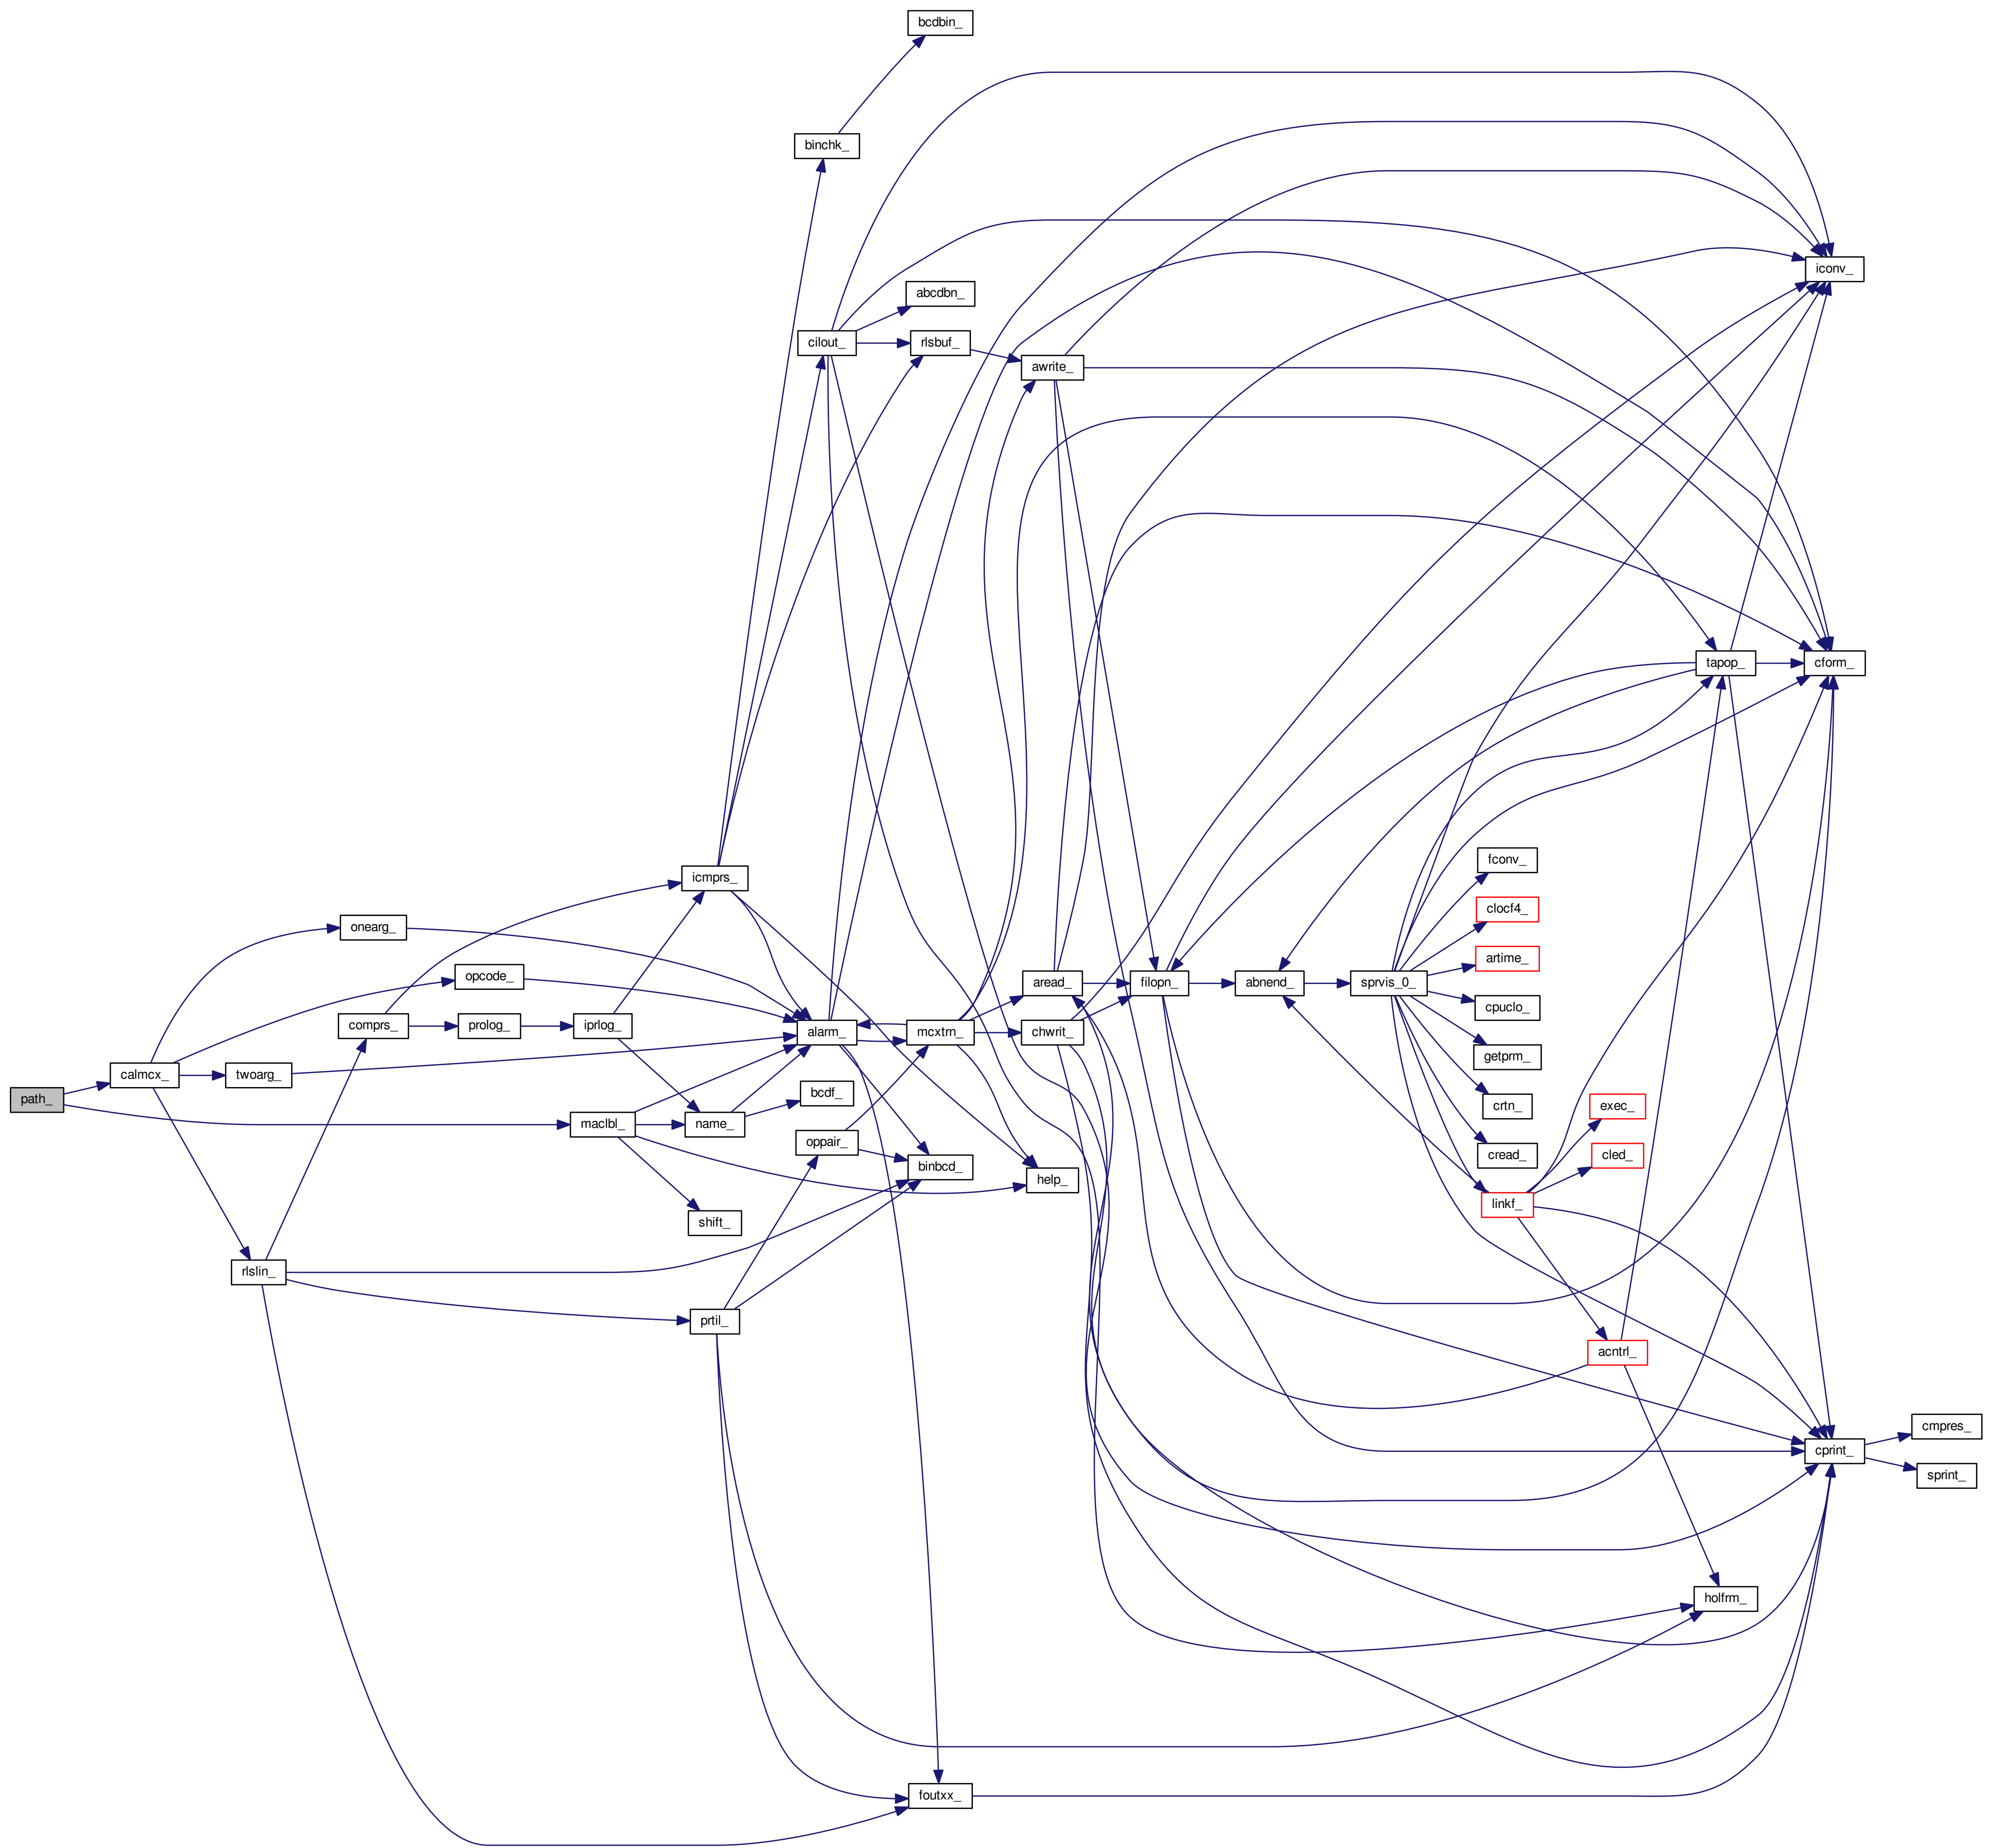 bcdbin_
binchk_
iconv_
abcdbn_
cilout_
rlsbuf_
awrite_
tapop_
cform_
fconv_
icmprs_
clocf4_
onearg_
artime_
opcode_
aread_
filopn_
abnend_
sprvis_0_
cpuclo_
comprs_
prolog_
iprlog_
alarm_
mcxtrn_
chwrit_
getprm_
calmcx_
twoarg_
path_
bcdf_
crtn_
exec_
maclbl_
name_
oppair_
cread_
cled_
binbcd_
help_
linkf_
shift_
rlslin_
prtil_
acntrl_
cmpres_
cprint_
sprint_
holfrm_
foutxx_